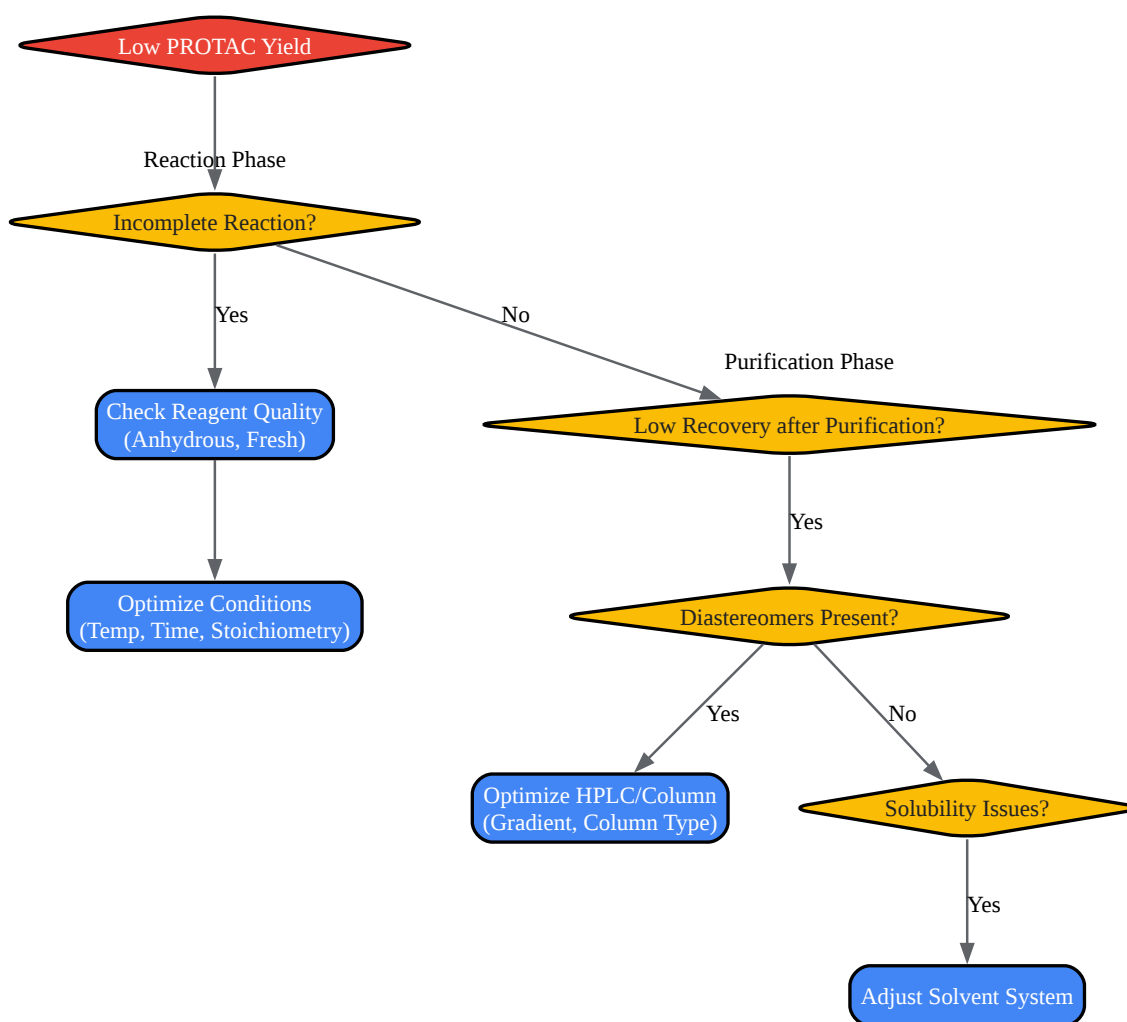 Low PROTAC Yield
Reaction Phase
Incomplete Reaction?
Yes
No
Purification Phase
Check Reagent Quality
(Anhydrous, Fresh)
Low Recovery after Purification?
Yes
Optimize Conditions
(Temp, Time, Stoichiometry)
Diastereomers Present?
Yes
No
Optimize HPLC/Column
(Gradient, Column Type)
Solubility Issues?
Yes
Adjust Solvent System